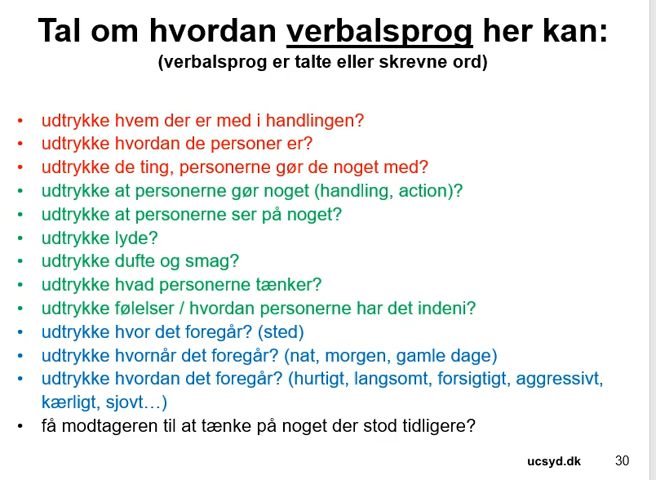 Tal om hvordan verbalsprog her kan:
(verbalsprog er talte eller skrevne ord)
• udtrykke hvem der er med i handlingen?
• udtrykke hvordan de personer er?
• udtrykke de ting, personerne gør de noget med?
• udtrykke at personerne gør noget (handling, action)?
• udtrykke at personerne ser på noget?
• udtrykke lyde?
• udtrykke dufte og smag?
• udtrykke hvad personerne tænker?
• udtrykke følelser / hvordan personerne har det indeni?
• udtrykke hvor det foregår? (sted)
• udtrykke hvornår det foregår? (nat, morgen, gamle dage)
• udtrykke hvordan det foregår? (hurtigt, langsomt, forsigtigt, aggressivt,
kærligt, sjovt…)
• få modtageren til at tænke på noget der stod tidligere?
ucsyd.dk 30